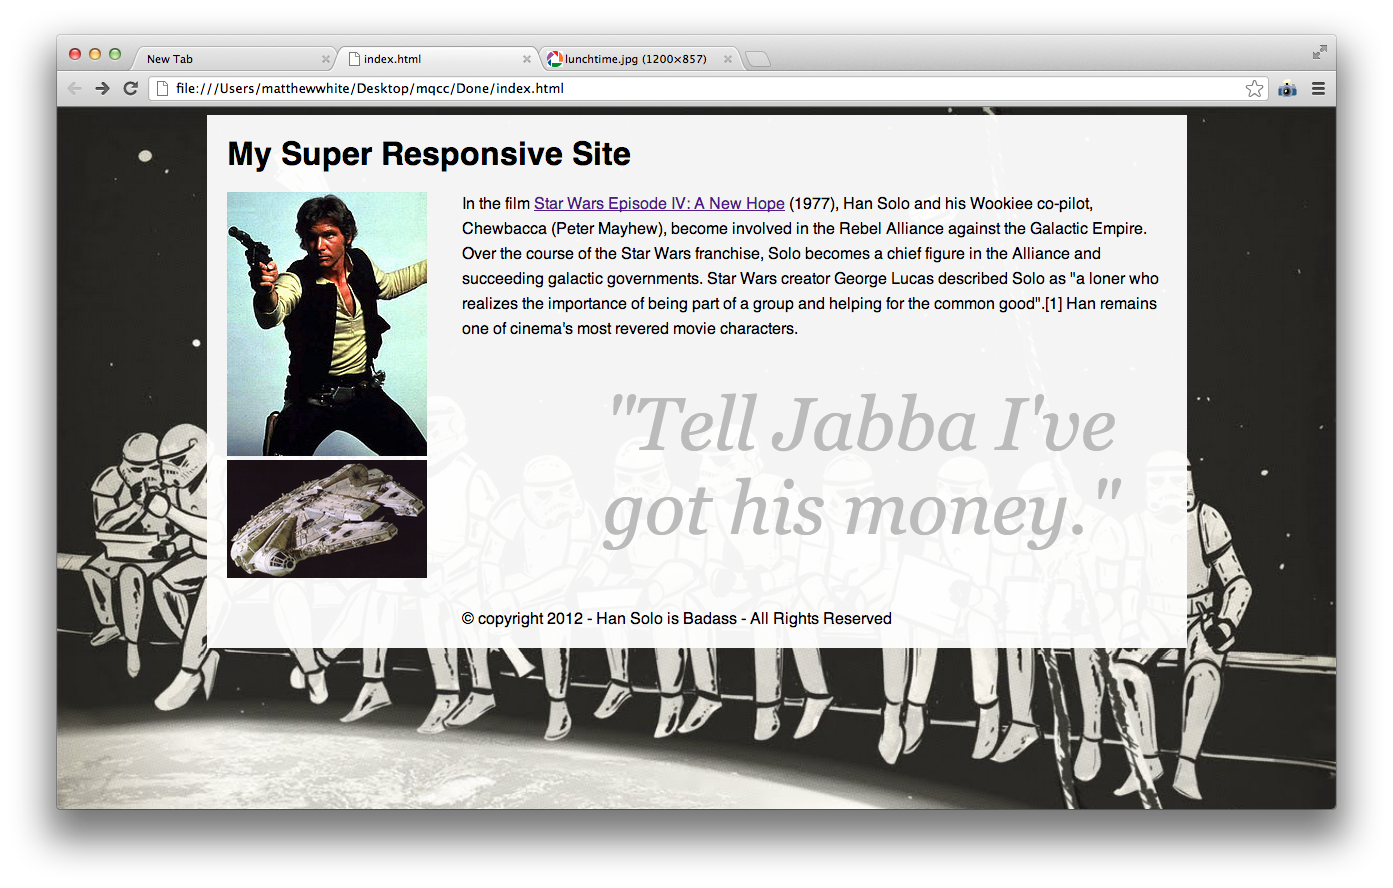 New Tab
index.html
lunchtime.jpg (1200×857)
file:///Users/matthewwhite/Desktop/mqcc/Done/index.html
My Super Responsive Site
In the film Star Wars Episode IV: A New Hope (1977), Han Solo and his Wookiee co-pilot,
Chewbacca (Peter Mayhew), become involved in the Rebel Alliance against the Galactic Empire.
Over the course of the Star Wars franchise, Solo becomes a chief figure in the Alliance and
succeeding galactic governments. Star Wars creator George Lucas described Solo as "a loner who
realizes the importance of being part of a group and helping for the common good".[1] Han remains
one of cinema's most revered movie characters.
"Tell Jabba I've
got his money."
© copyright 2012 - Han Solo is Badass - All Rights Reserved